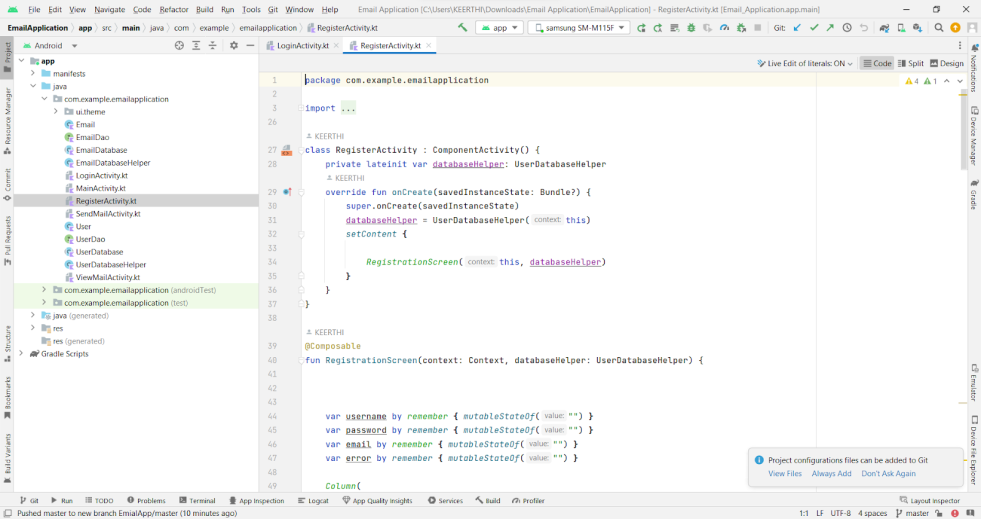 File Edit View Navigate Code Refactor Build Run Tools Git Window Help Email Application [C:\Users\KEERTHI\Downloads\Email Application\EmailApplication] - RegisterActivity.kt [Email_Application.app.main]
EmailApplication app src main java com example emailapplication RegisterActivity.kt app samsung SM-M115F Git:
Android LoginActivity.kt RegisterActivity.kt
Live Edit of literals: ON Code Split Design
4 1
Project
Resource Manager
Commit
Pull Requests
Structure
Bookmarks
Build Variants
app
manifests
java
com.example.emailapplication
ui.theme
Email
EmailDao
EmailDatabase
EmailDatabaseHelper
LoginActivity.kt
MainActivity.kt
RegisterActivity.kt
SendMailActivity.kt
User
UserDao
UserDatabase
UserDatabaseHelper
ViewMailActivity.kt
com.example.emailapplication (androidTest)
com.example.emailapplication (test)
java (generated)
res
res (generated)
Gradle Scripts
1 package com.example.emailapplication
2
3 import ...
26
KEERTHI
27 class RegisterActivity : ComponentActivity() {
28 private lateinit var databaseHelper: UserDatabaseHelper
KEERTHI
29 override fun onCreate(savedInstanceState: Bundle?) {
30 super.onCreate(savedInstanceState)
31 databaseHelper = UserDatabaseHelper( context: this)
32 setContent {
33
34 RegistrationScreen( context: this, databaseHelper)
35 }
36 }
37 }
38
KEERTHI
39 @Composable
40 fun RegistrationScreen(context: Context, databaseHelper: UserDatabaseHelper) {
41
42
43
44 var username by remember { mutableStateOf( value: "") }
45 var password by remember { mutableStateOf( value: "") }
46 var email by remember { mutableStateOf( value: "") }
47 var error by remember { mutableStateOf( value: "") }
48
49 Column(
Notifications
Device Manager
Gradle
Emulator
Device File Explorer
Project configurations files can be added to Git
View Files Always Add Don't Ask Again
Git Run TODO Problems Terminal App Inspection Logcat App Quality Insights Services Build Profiler Layout Inspector
Pushed master to new branch EmialApp/master (10 minutes ago) 1:1 LF UTF-8 4 spaces master